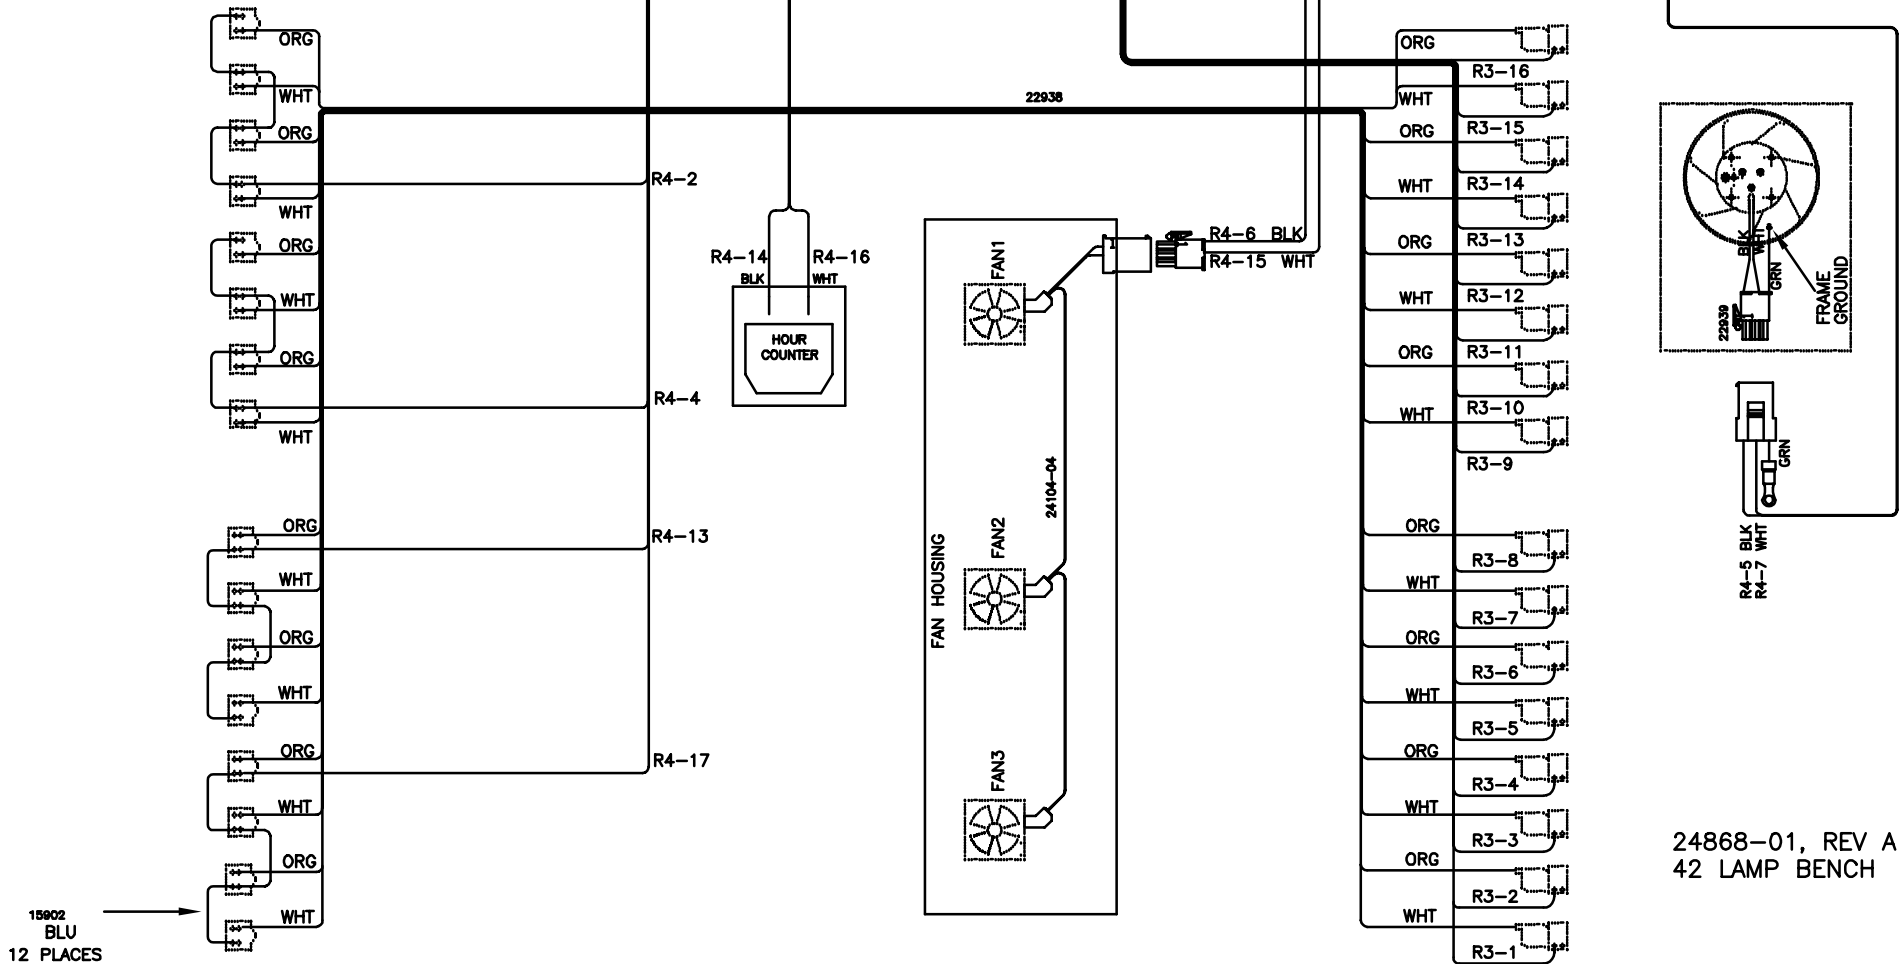 ORG
WHT
ORG
R4-2
WHT
ORG
WHT
ORG
R4-4
WHT
ORG
R4-13
WHT
ORG
WHT
ORG
R4-17
WHT
ORG
WHT
15902
BLU
12 PLACES
22938
R4-14
R4-16
BLK
WHT
HOUR
COUNTER
FAN HOUSING
FAN1
FAN2
FAN3
24104-04
1
R4-6 BLK
R4-15 WHT
ORG
R3-16
WHT
R3-15
ORG
R3-14
WHT
R3-13
ORG
R3-12
WHT
R3-11
ORG
R3-10
WHT
R3-9
ORG
R3-8
WHT
R3-7
ORG
R3-6
WHT
R3-5
ORG
R3-4
WHT
R3-3
ORG
R3-2
WHT
R3-1
BLK
WHT
GRN
FRAME
GROUND
22939
1
GRN
R4-5 BLK
R4-7 WHT
24868-01, REV A
42 LAMP BENCH